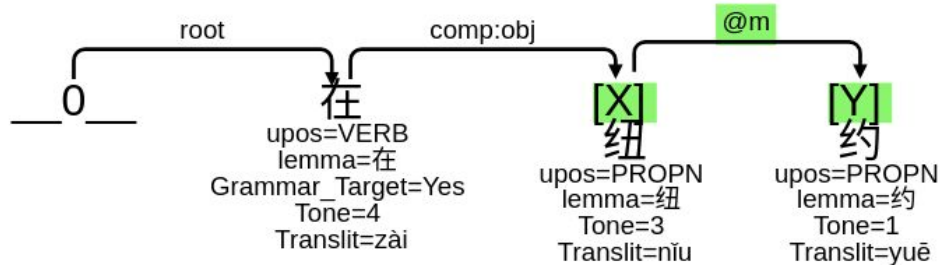 root comp:obj @m
__0__ 在 [X] [Y]
纽 约
upos=VERB
lemma=在
Grammar_Target=Yes
Tone=4
Translit=zài
upos=PROPN
lemma=纽
Tone=3
Translit=nǐu
upos=PROPN
lemma=约
Tone=1
Translit=yuē